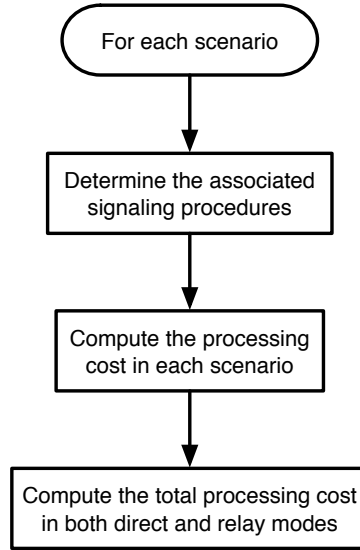 For each scenario
Determine the associated
signaling procedures
Compute the processing
cost in each scenario
Compute the total processing cost
in both direct and relay modes